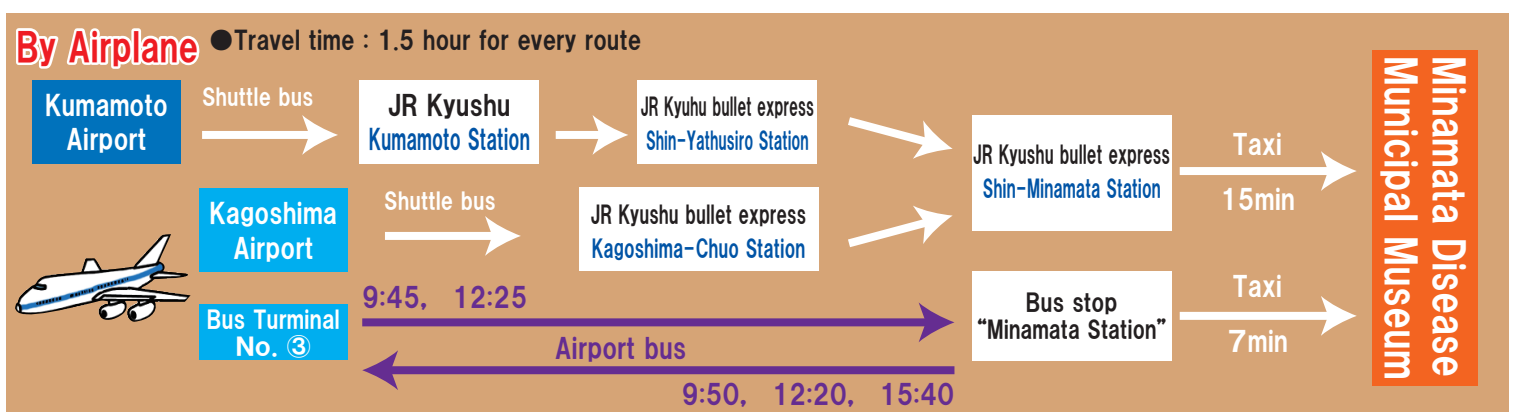 By Airplane ●Travel time : 1.5 hour for every route
Kumamoto
Airport
Shuttle bus
JR Kyushu
Kumamoto Station
JR Kyuhu bullet express
Shin-Yathusiro Station
JR Kyushu bullet express
Shin-Minamata Station
Taxi
15min
Kagoshima
Airport
Shuttle bus
JR Kyushu bullet express
Kagoshima-Chuo Station
Bus Turminal
No. ③
9:45, 12:25
Airport bus
9:50, 12:20, 15:40
Bus stop
“Minamata Station”
Taxi
7min
Minamata Disease
Municipal Museum